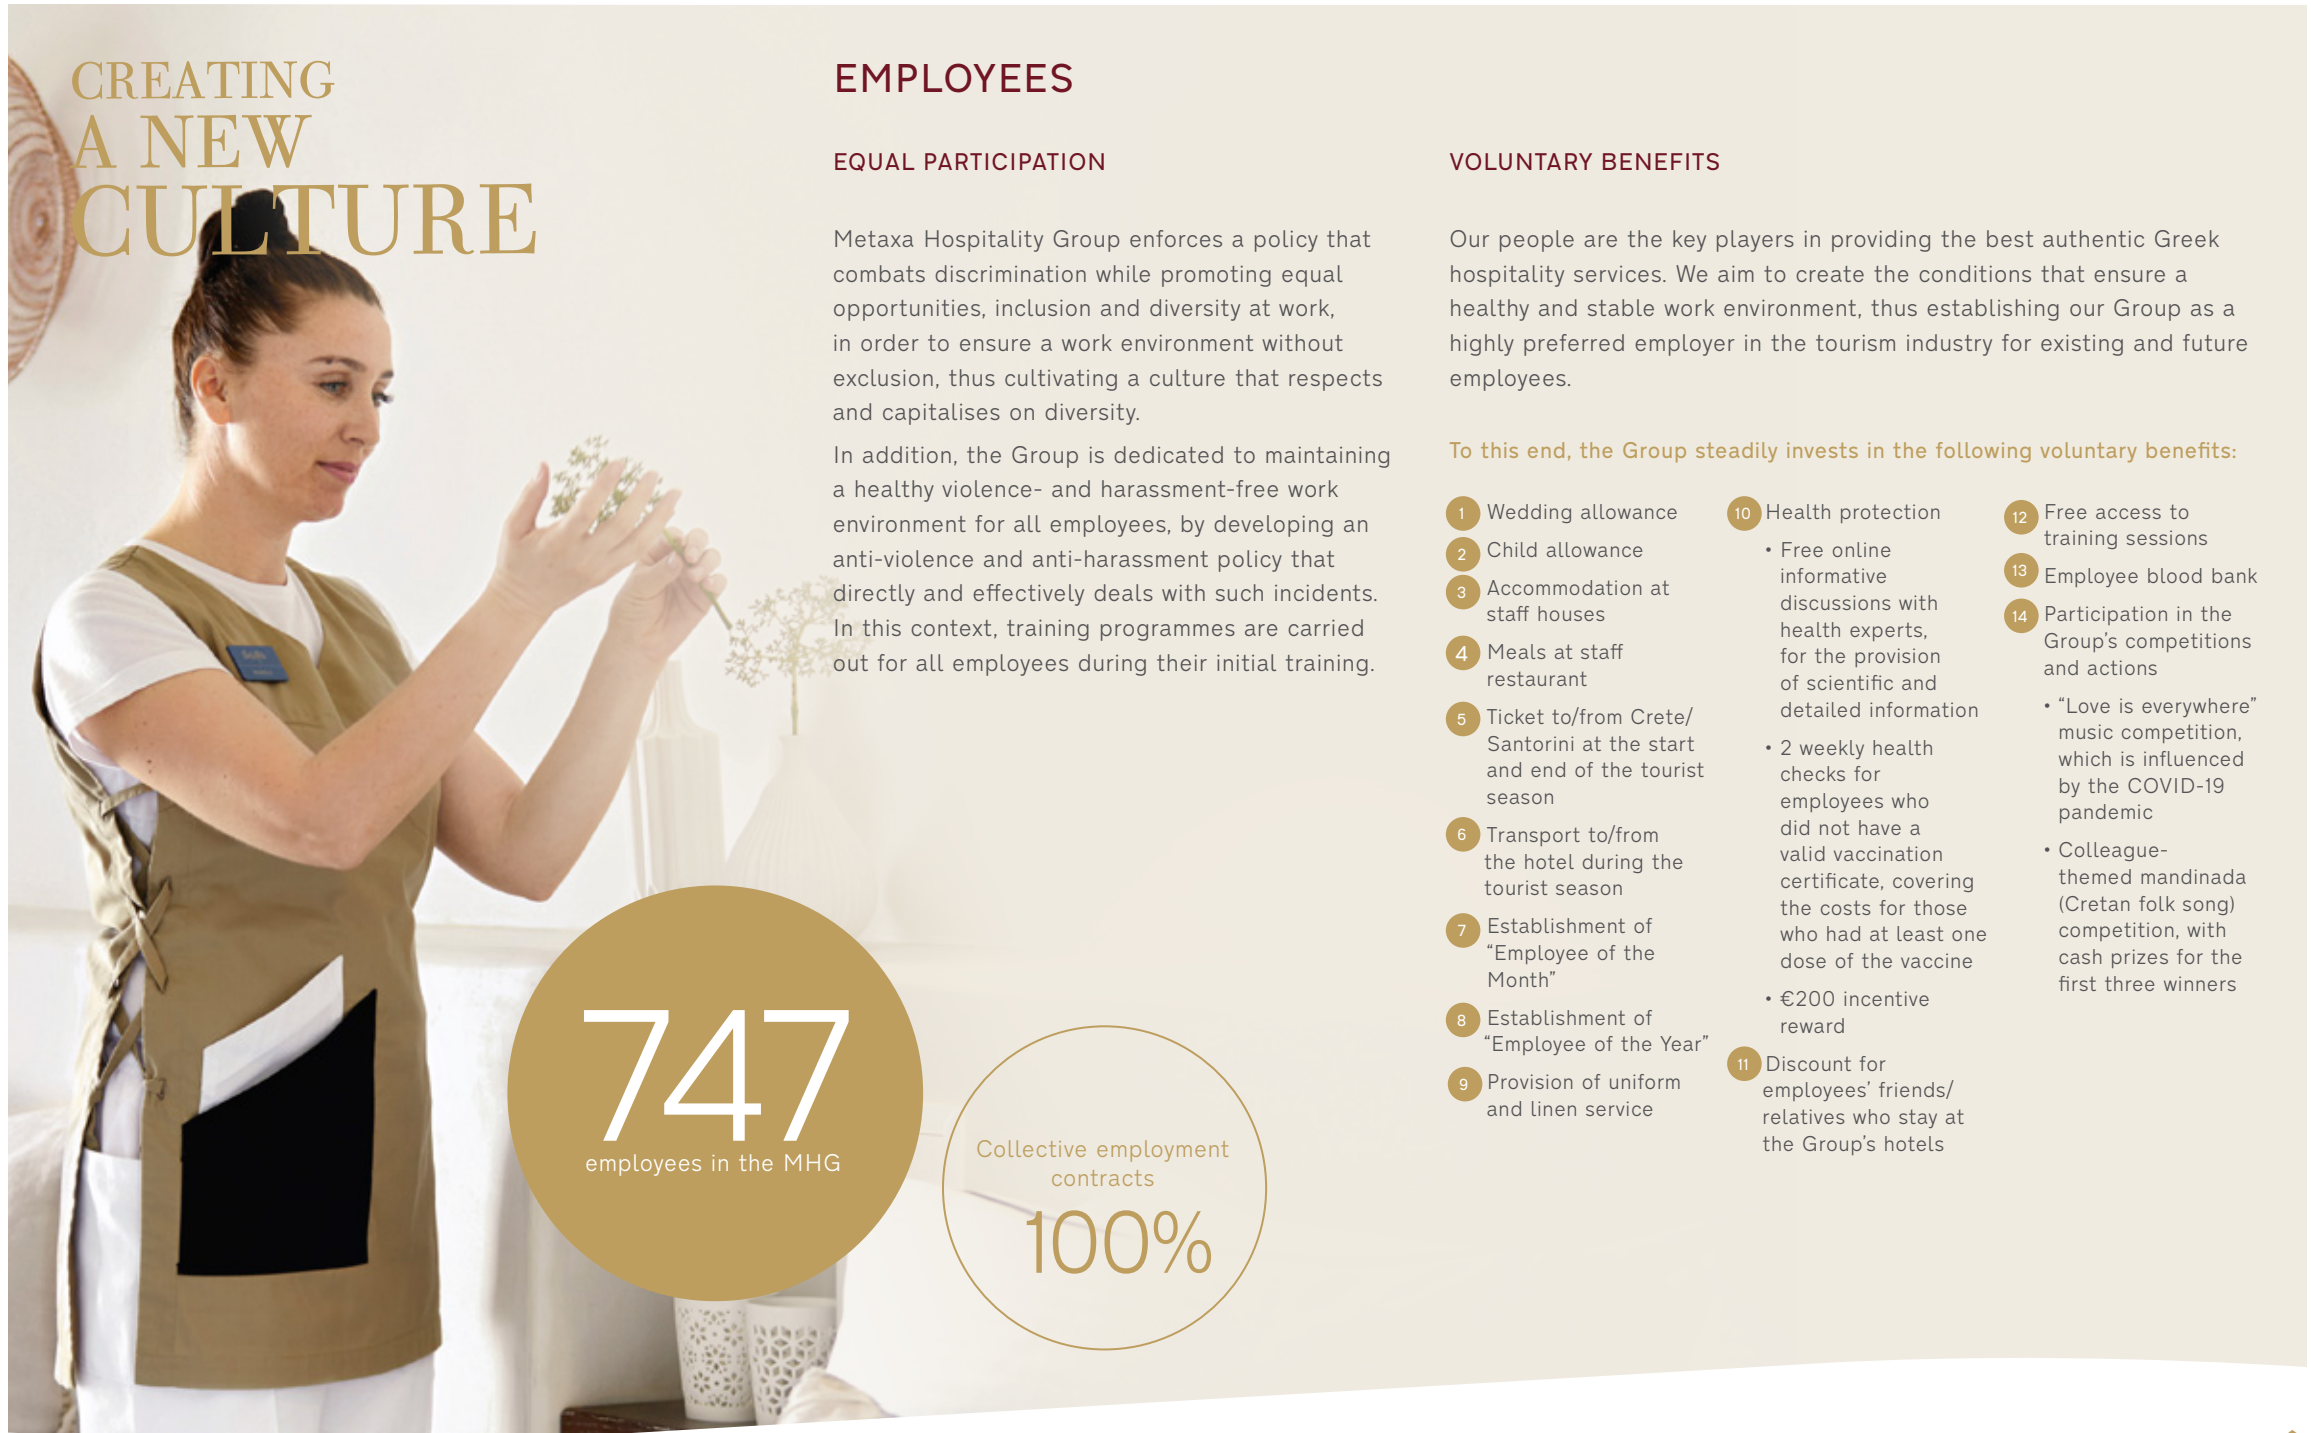 CREATING
A NEW
CULTURE
EMPLOYEES
EQUAL PARTICIPATION
Metaxa Hospitality Group enforces a policy that
combats discrimination while promoting equal
opportunities, inclusion and diversity at work,
in order to ensure a work environment without
exclusion, thus cultivating a culture that respects
and capitalises on diversity.
In addition, the Group is dedicated to maintaining
a healthy violence- and harassment-free work
environment for all employees, by developing an
anti-violence and anti-harassment policy that
directly and effectively deals with such incidents.
In this context, training programmes are carried
out for all employees during their initial training.
747
employees in the MHG
Collective employment
contracts
100%
VOLUNTARY BENEFITS
Our people are the key players in providing the best authentic Greek
hospitality services. We aim to create the conditions that ensure a
healthy and stable work environment, thus establishing our Group as a
highly preferred employer in the tourism industry for existing and future
employees.
To this end, the Group steadily invests in the following voluntary benefits:
1 Wedding allowance
2 Child allowance
3 Accommodation at
staff houses
4 Meals at staff
restaurant
5 Ticket to/from Crete/
Santorini at the start
and end of the tourist
season
6 Transport to/from
the hotel during the
tourist season
7 Establishment of
“Employee of the
Month”
8 Establishment of
“Employee of the Year”
9 Provision of uniform
and linen service
10 Health protection
• Free online
informative
discussions with
health experts,
for the provision
of scientific and
detailed information
• 2 weekly health
checks for
employees who
did not have a
valid vaccination
certificate, covering
the costs for those
who had at least one
dose of the vaccine
• €200 incentive
reward
11 Discount for
employees’ friends/
relatives who stay at
the Group’s hotels
12 Free access to
training sessions
13 Employee blood bank
14 Participation in the
Group’s competitions
and actions
• “Love is everywhere”
music competition,
which is influenced
by the COVID-19
pandemic
• Colleague-
themed mandinada
(Cretan folk song)
competition, with
cash prizes for the
first three winners